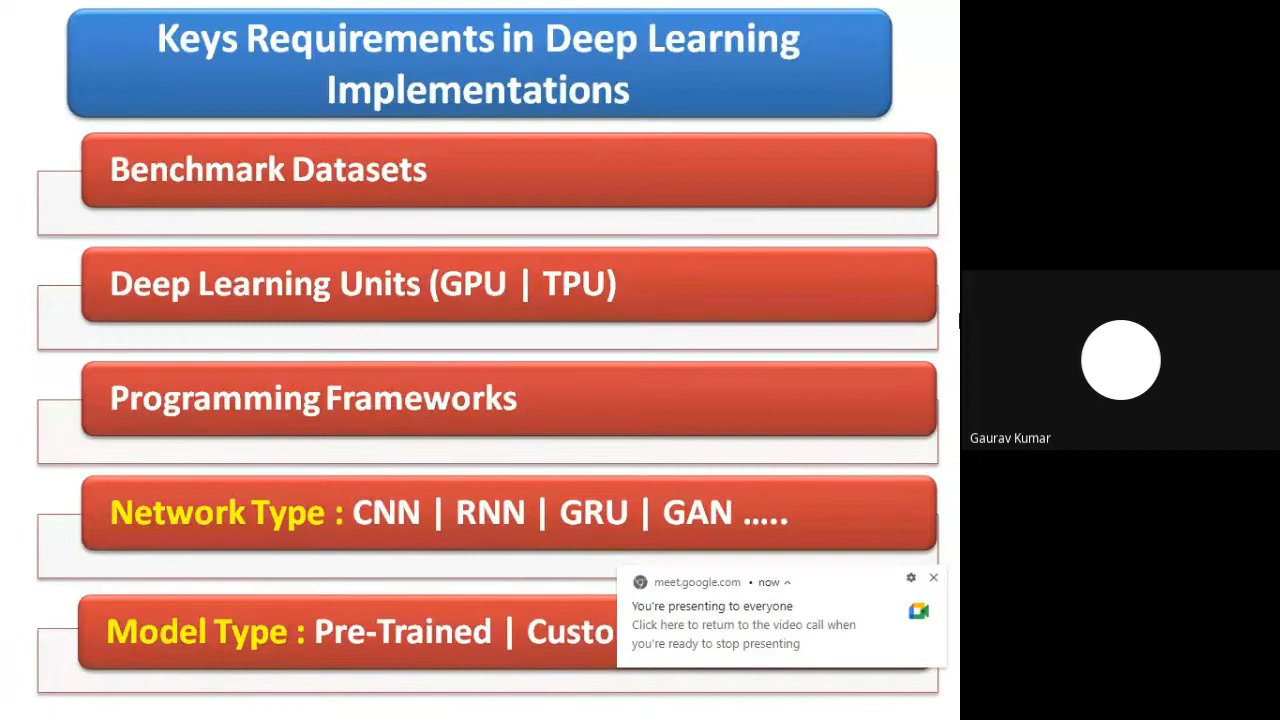 Keys Requirements in Deep Learning
Implementations
Benchmark Datasets
Deep Learning Units (GPU | TPU)
Programming Frameworks
Network Type : CNN | RNN | GRU | GAN .....
Model Type : Pre-Trained |
meet.google.com • now
You're presenting to everyone
Click here to return to the video call when
you're ready to stop presenting
Gaurav Kumar